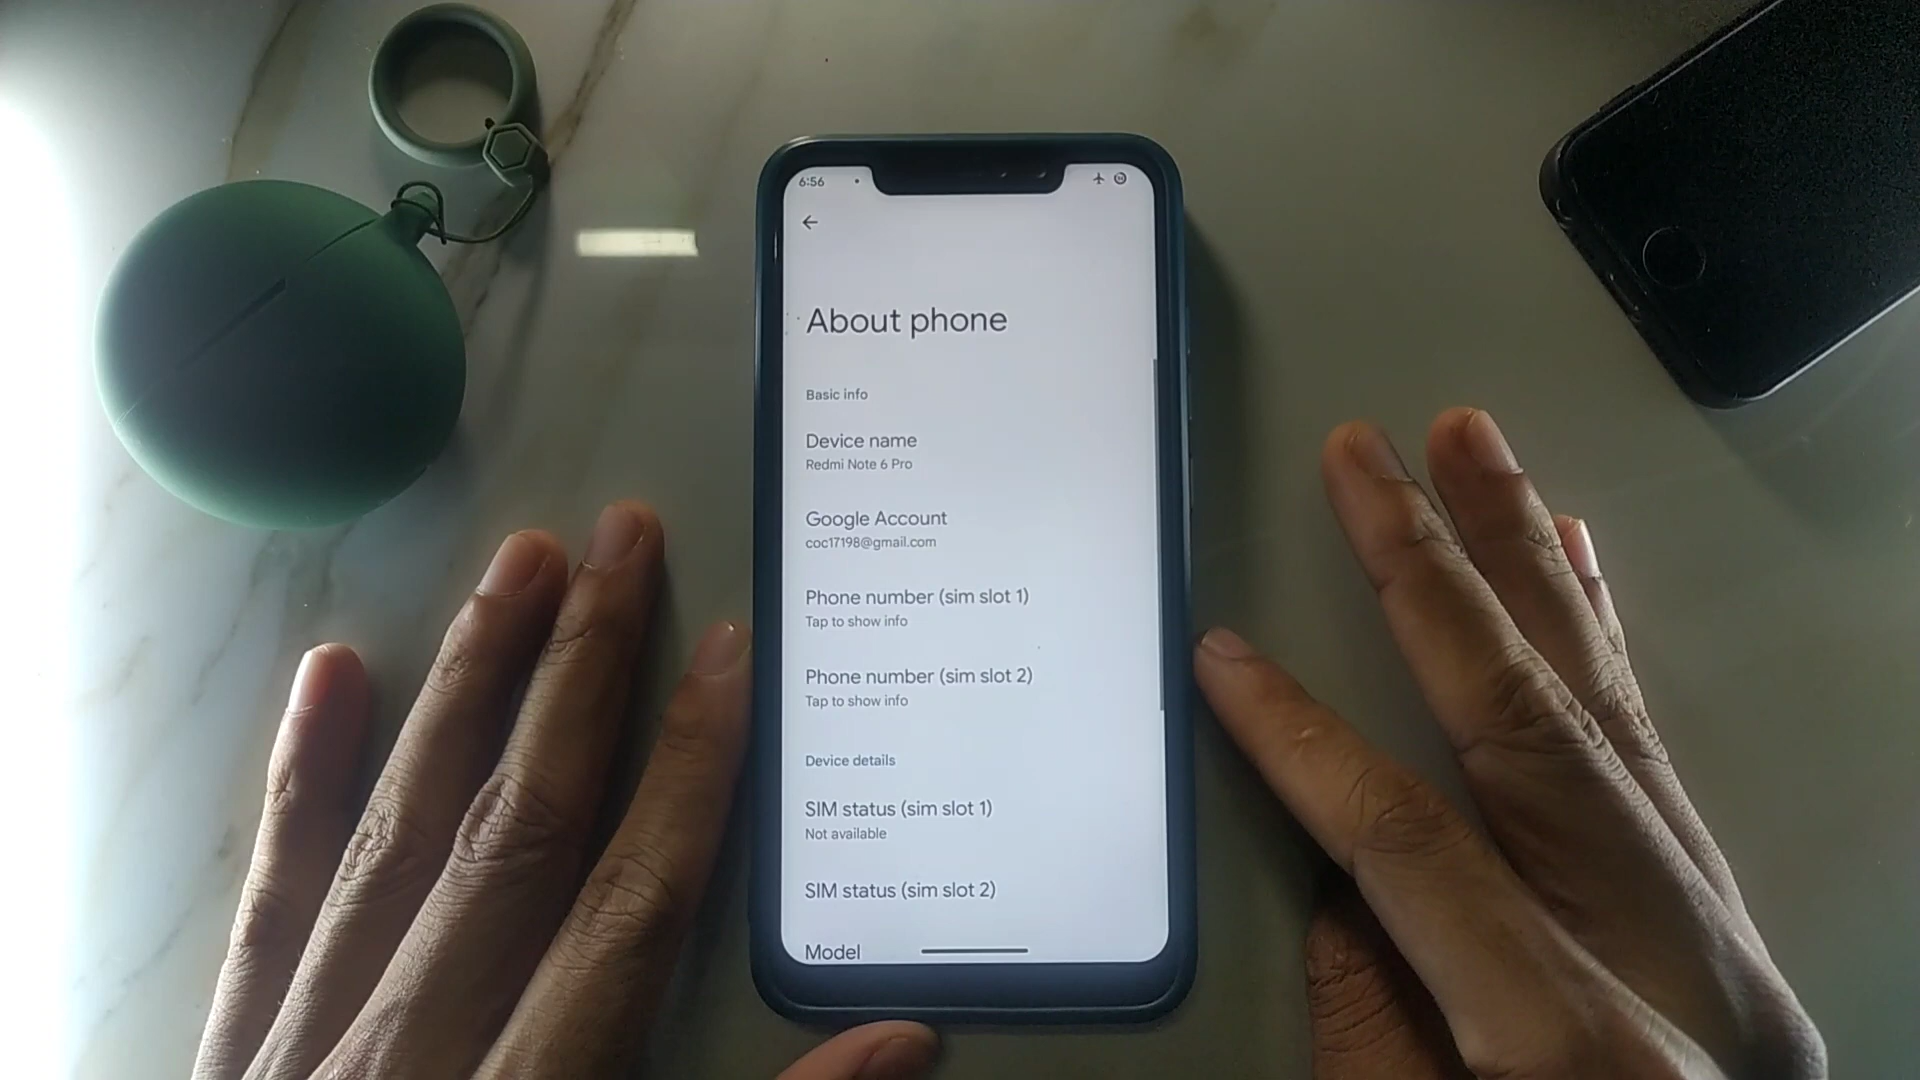 6:56
About phone
Basic info
Device name
Redmi Note 6 Pro
Google Account
coc17198@gmail.com
Phone number (sim slot 1)
Tap to show info
Phone number (sim slot 2)
Tap to show info
Device details
SIM status (sim slot 1)
Not available
SIM status (sim slot 2)
Model